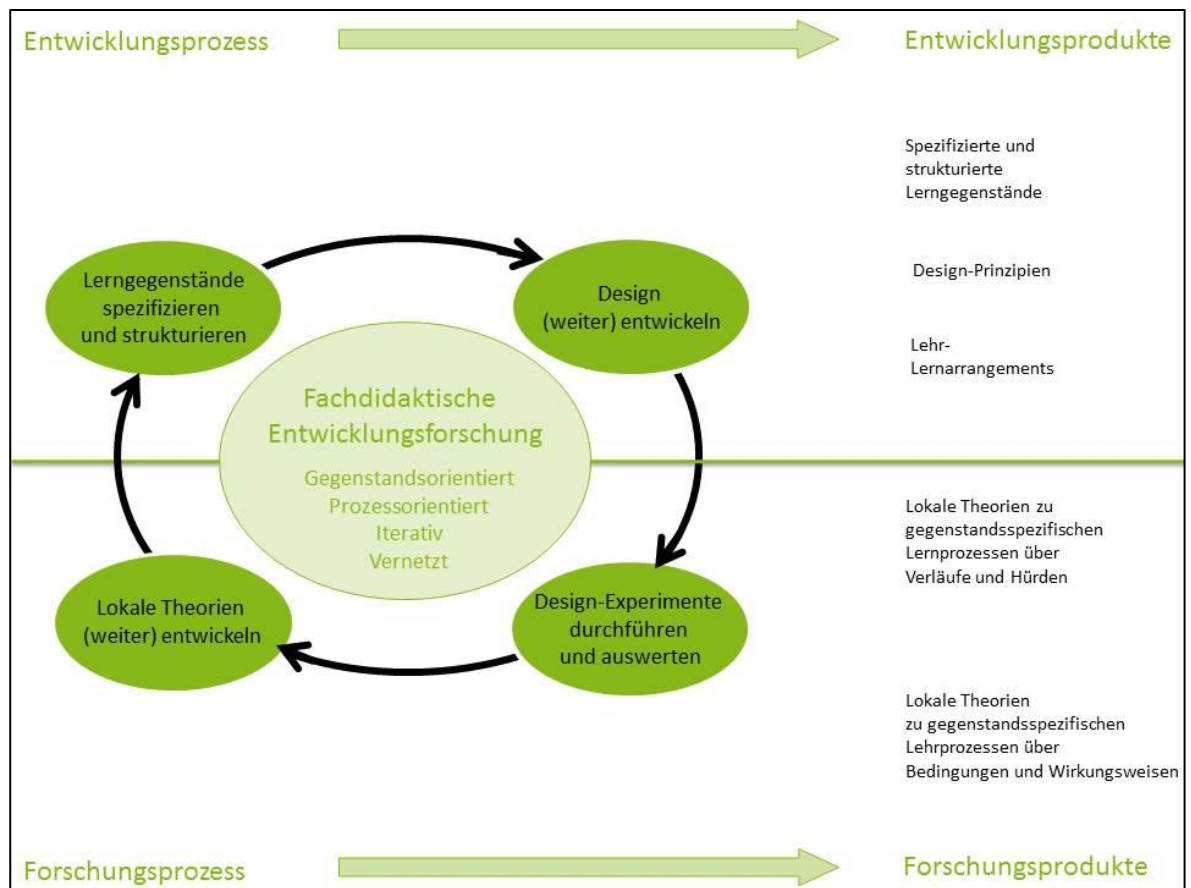 Entwicklungsprozess
Entwicklungsprodukte
Spezifizierte und
strukturierte
Lerngegenstände
Lerngegenstände
spezifizieren
und strukturieren
Design
(weiter) entwickeln
Design-Prinzipien
Lehr-
Lernarrangements
Fachdidaktische
Entwicklungsforschung
Gegenstandsorientiert
Prozessorientiert
Iterativ
Vernetzt
Lokale Theorien
(weiter) entwickeln
Design-Experimente
durchführen
und auswerten
Lokale Theorien zu
gegenstandsspezifischen
Lernprozessen über
Verläufe und Hürden
Lokale Theorien
zu gegenstandsspezifischen
Lehrprozessen über
Bedingungen und Wirkungsweisen
Forschungsprozess
Forschungsprodukte